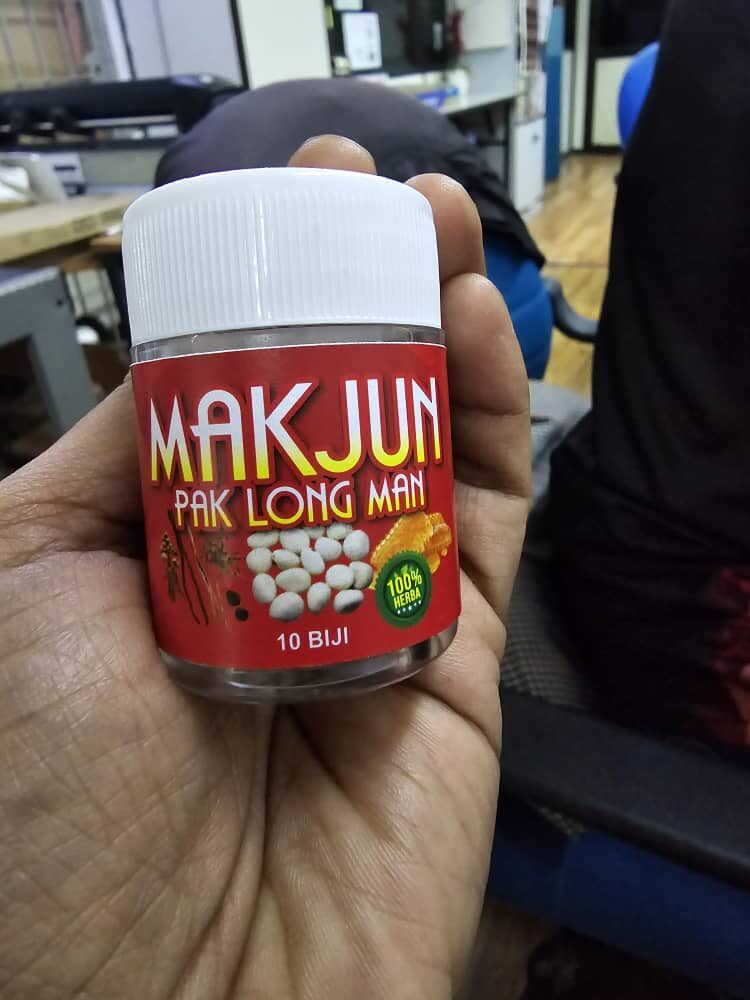 MAKJUN
PAK LONG MAN
100%
HERBA
10 BIJI